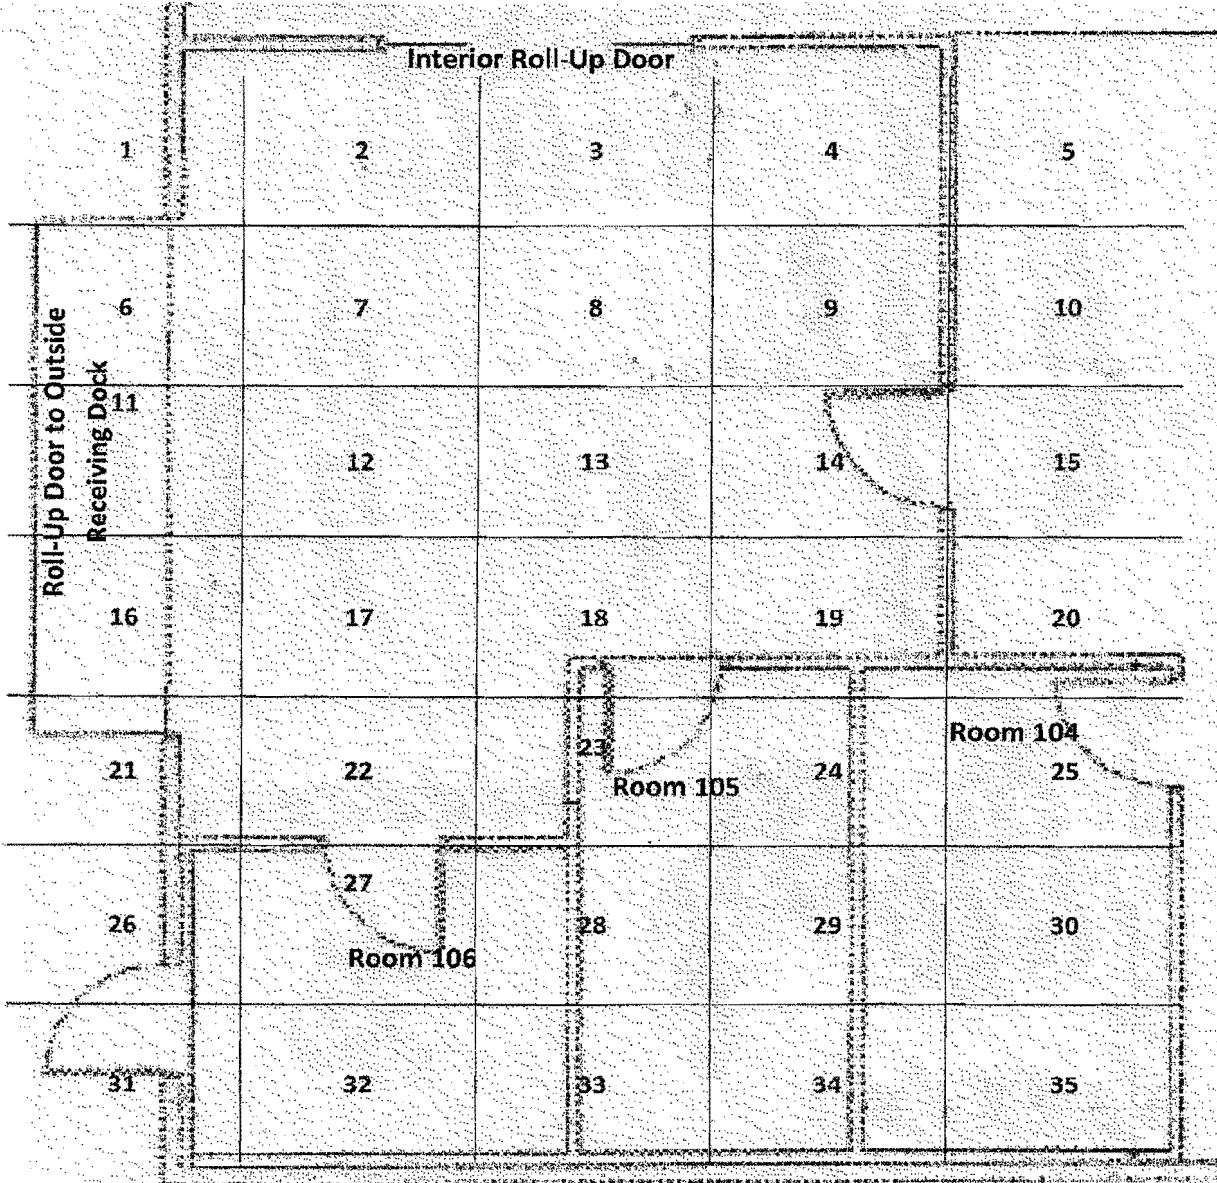 Interior Roll-Up Door
1 2 3 4 5
6 7 8 9 10
Roll-Up Door to Outside
Receiving Dock
11
12 13 14 15
16 17 18 19 20
Room 104
23
21 22 24 25
Room 105
27
26 28 29 30
Room 106
31 32 33 34 35